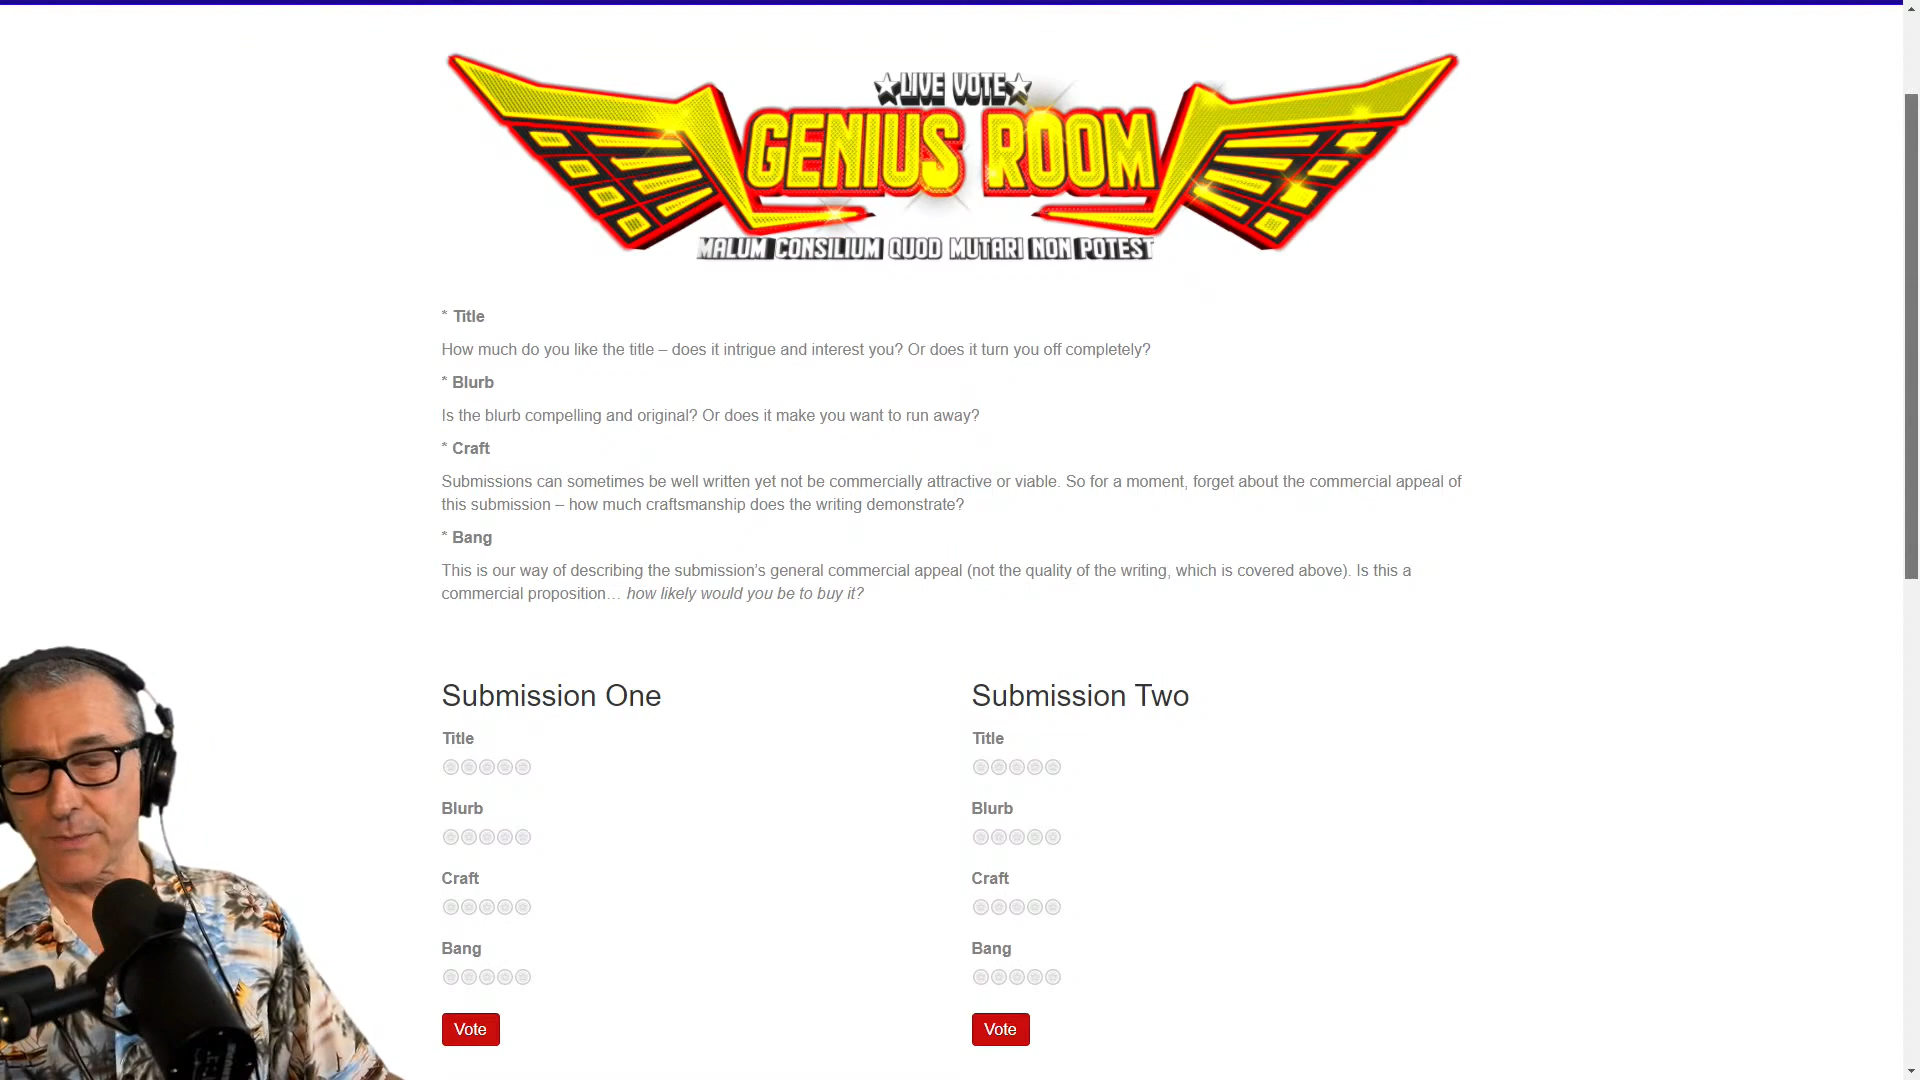 LIVE VOTE
GENIUS ROOM
MALUM CONSILIUM QUOD MUTARI NON POTEST
* Title
How much do you like the title – does it intrigue and interest you? Or does it turn you off completely?
* Blurb
Is the blurb compelling and original? Or does it make you want to run away?
* Craft
Submissions can sometimes be well written yet not be commercially attractive or viable. So for a moment, forget about the commercial appeal of
this submission – how much craftsmanship does the writing demonstrate?
* Bang
This is our way of describing the submission’s general commercial appeal (not the quality of the writing, which is covered above). Is this a
commercial proposition… how likely would you be to buy it?
Submission One
Title
Blurb
Craft
Bang
Vote
Submission Two
Title
Blurb
Craft
Bang
Vote